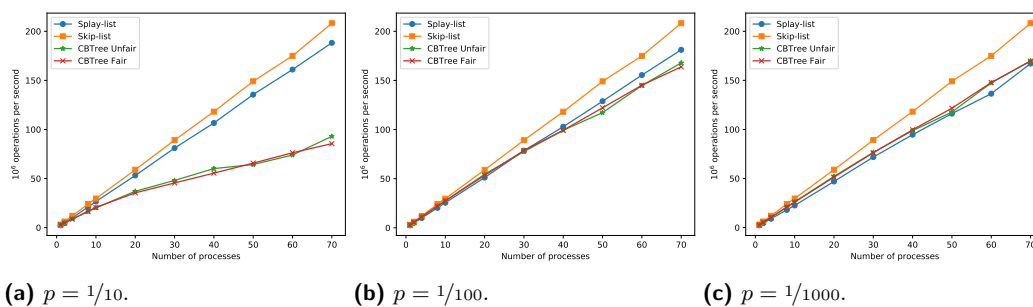 Splay-list
Skip-list
CBTree Unfair
CBTree Fair
10⁶ operations per second
200
150
100
50
0
0 10 20 30 40 50 60 70
Number of processes
(a) p = 1/10.
Splay-list
Skip-list
CBTree Unfair
CBTree Fair
10⁶ operations per second
200
150
100
50
0
0 10 20 30 40 50 60 70
Number of processes
(b) p = 1/100.
Splay-list
Skip-list
CBTree Unfair
CBTree Fair
10⁶ operations per second
200
150
100
50
0
0 10 20 30 40 50 60 70
Number of processes
(c) p = 1/1000.